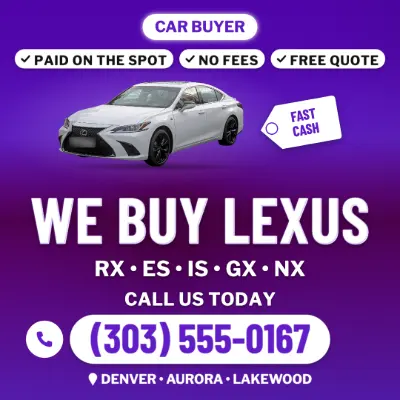 CAR BUYER
✓ PAID ON THE SPOT ✓ NO FEES ✓ FREE QUOTE
FAST
CASH
WE BUY LEXUS
RX • ES • IS • GX • NX
CALL US TODAY
(303) 555-0167
DENVER • AURORA • LAKEWOOD